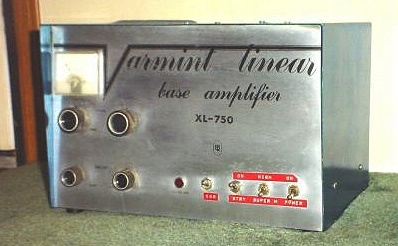 Varmint linear
base amplifier
XL-750
ON HIGH ON
SSB STBY SUPER M POWER